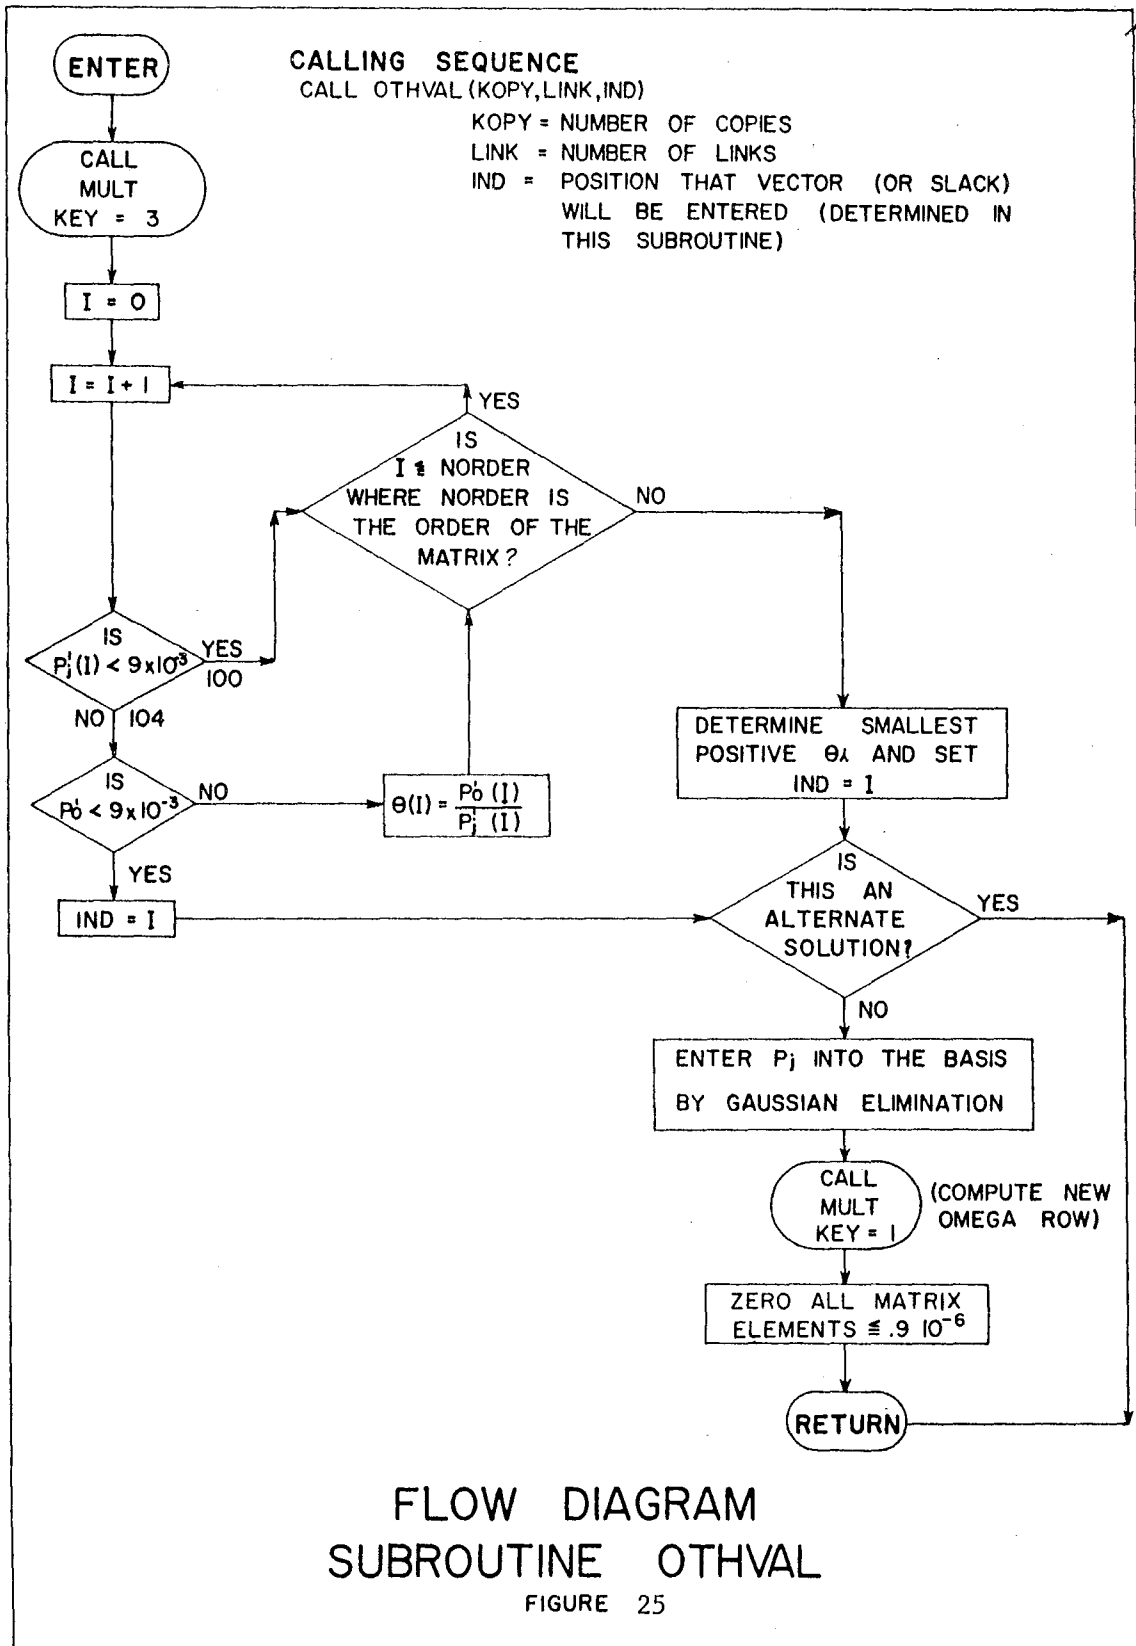 ENTER
CALLING SEQUENCE
CALL OTHVAL (KOPY,LINK,IND)
KOPY = NUMBER OF COPIES
LINK = NUMBER OF LINKS
IND = POSITION THAT VECTOR (OR SLACK)
WILL BE ENTERED (DETERMINED IN
THIS SUBROUTINE)
CALL
MULT
KEY = 3
I = 0
I = I + 1
YES
IS
I ≦ NORDER
WHERE NORDER IS
THE ORDER OF THE
MATRIX?
NO
IS
P'j(I) < 9x10-3
YES
100
NO 104
IS
P'o < 9x10-3
NO
θ(I) = P'o (I)
P'j (I)
YES
IND = I
DETERMINE SMALLEST
POSITIVE θi AND SET
IND = I
IS
THIS AN
ALTERNATE
SOLUTION?
YES
NO
ENTER Pj INTO THE BASIS
BY GAUSSIAN ELIMINATION
CALL
MULT
KEY = 1
(COMPUTE NEW
OMEGA ROW)
ZERO ALL MATRIX
ELEMENTS ≦ .9 10-6
RETURN
FLOW DIAGRAM
SUBROUTINE OTHVAL
FIGURE 25